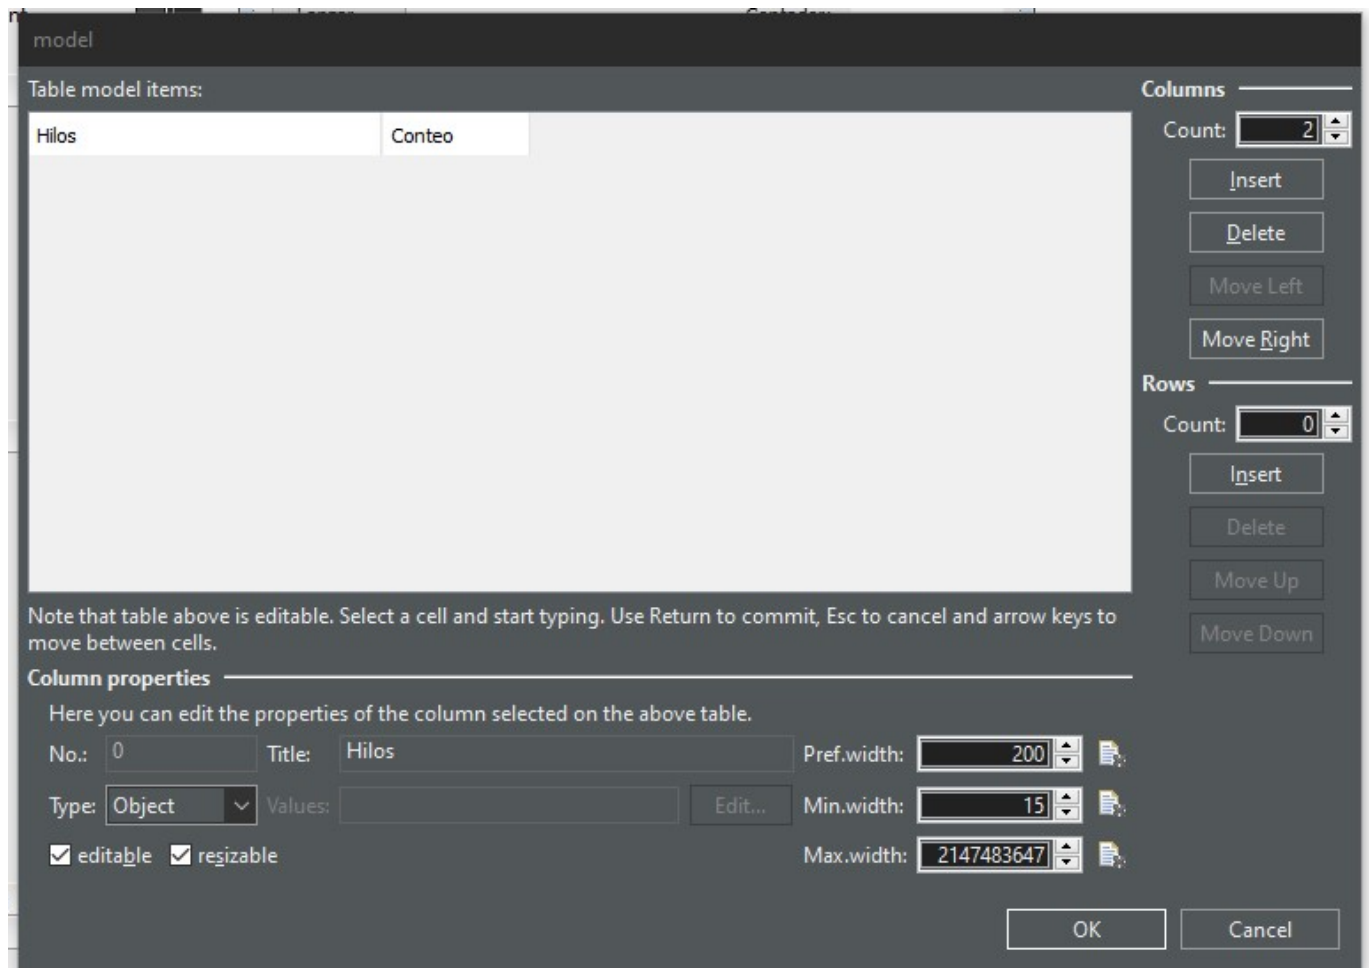 model
Table model items:
Hilos Conteo
Note that table above is editable. Select a cell and start typing. Use Return to commit, Esc to cancel and arrow keys to
move between cells.
Column properties
Here you can edit the properties of the column selected on the above table.
No.: 0 Title: Hilos Pref.width: 200
Type: Object Values: Edit... Min.width: 15
editable resizable Max.width: 2147483647
Columns
Count: 2
Insert
Delete
Move Left
Move Right
Rows
Count: 0
Insert
Delete
Move Up
Move Down
OK Cancel